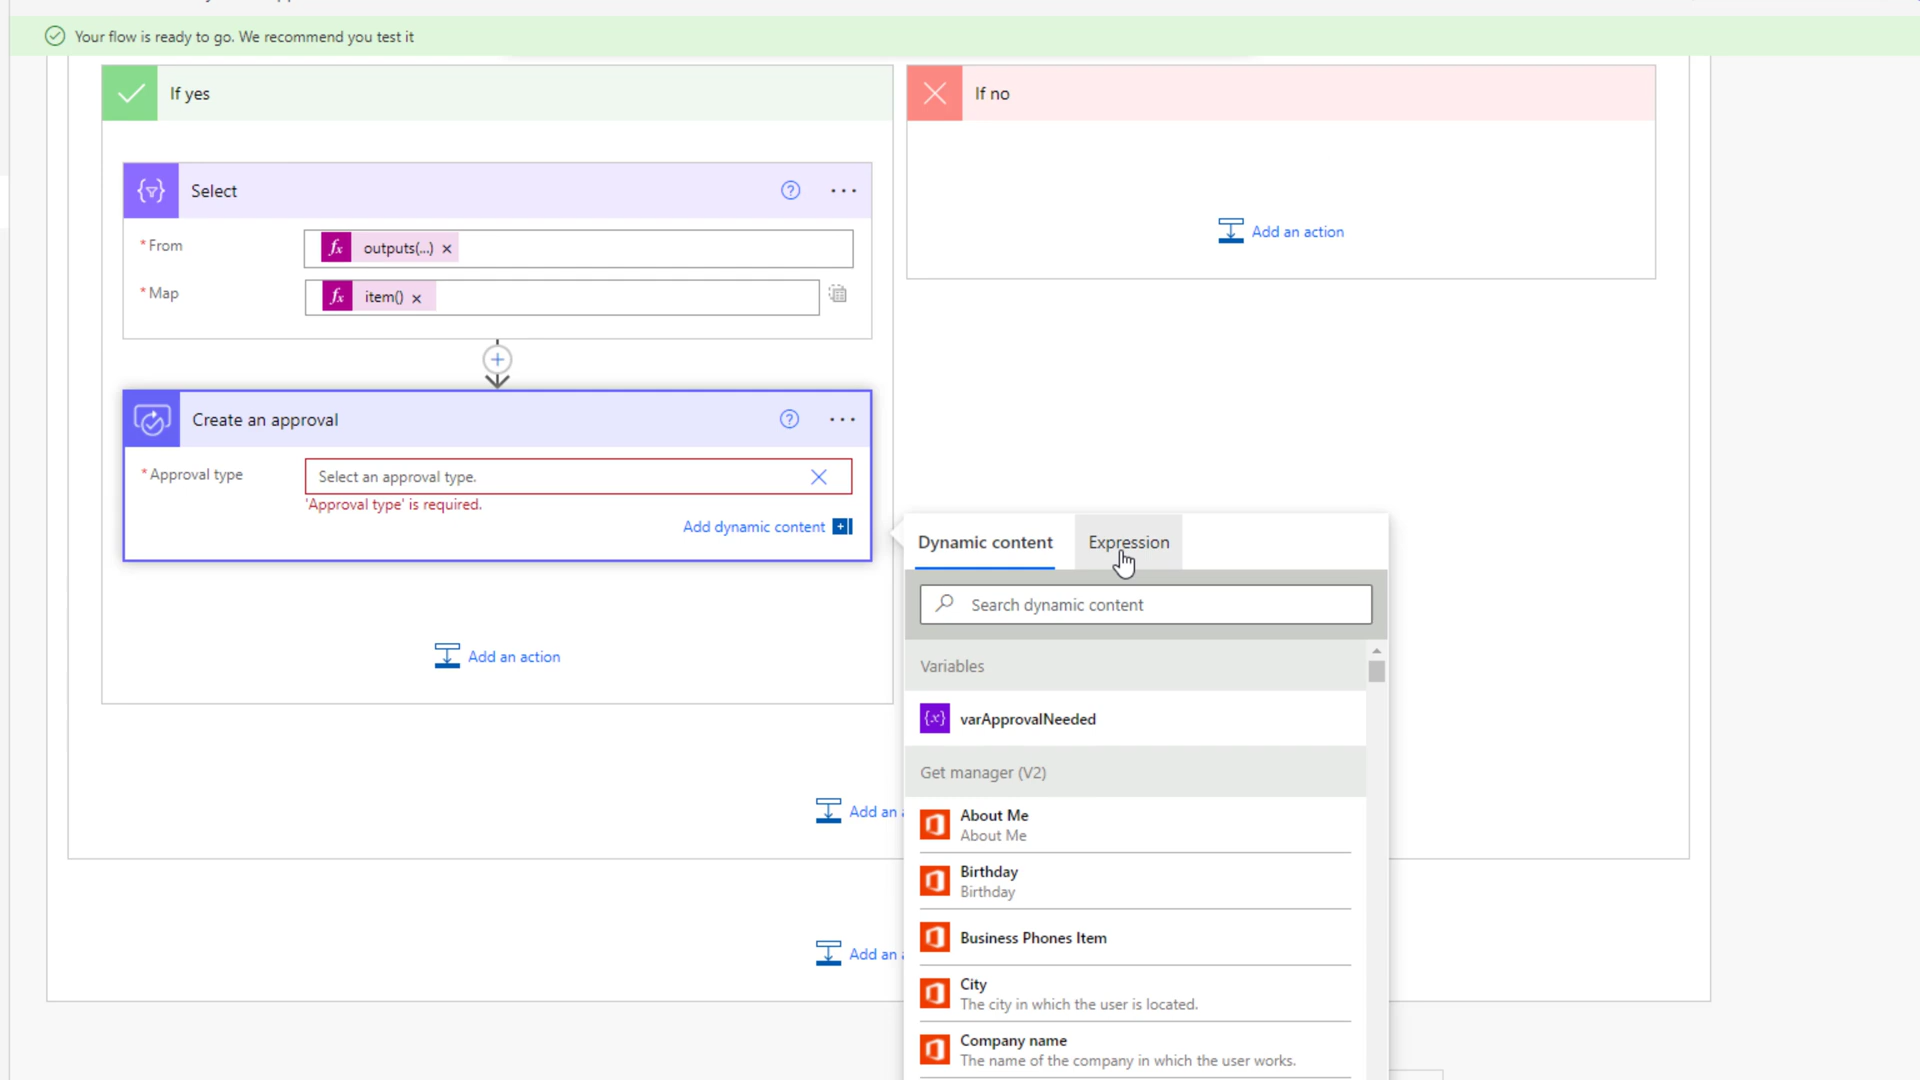 Your flow is ready to go. We recommend you test it
If yes
If no
Select
* From
fx outputs(...) ×
* Map
fx item() ×
Add an action
Create an approval
* Approval type
Select an approval type.
'Approval type' is required.
Add dynamic content
Dynamic content
Expression
Search dynamic content
Add an action
Variables
{x} varApprovalNeeded
Get manager (V2)
About Me
About Me
Add an
Birthday
Birthday
Business Phones Item
Add an
City
The city in which the user is located.
Company name
The name of the company in which the user works.